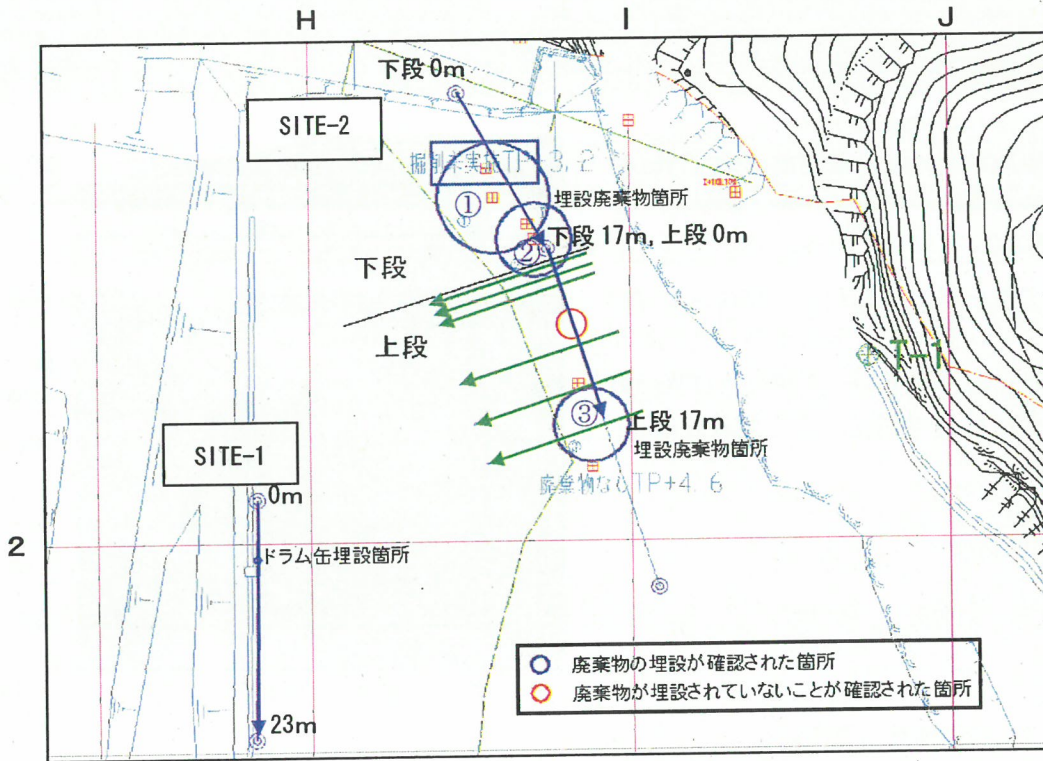 H I J
下段 0m
SITE-2
掘削未実施TP+3.2
①
埋設廃棄物箇所
下段 17m, 上段 0m
②
下段
上段
T-1
③
上段 17m
SITE-1
埋設廃棄物箇所
0m
廃棄物なしTP+4.6
2
ドラム缶埋設箇所
廃棄物の埋設が確認された箇所
廃棄物が埋設されていないことが確認された箇所
23m